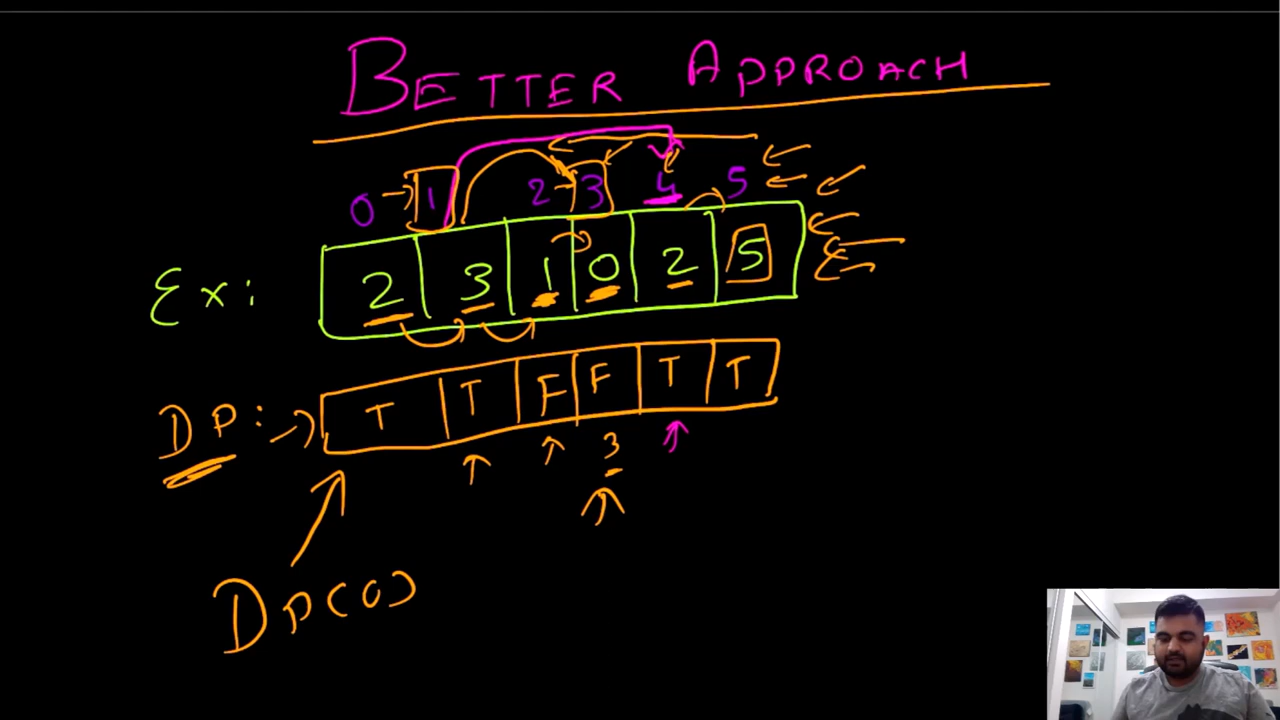 BETTER APPROACH
0 1 2 3 4 5
Ex: 2 3 1 0 2 5
DP: T T F F T T
3
DP(0)